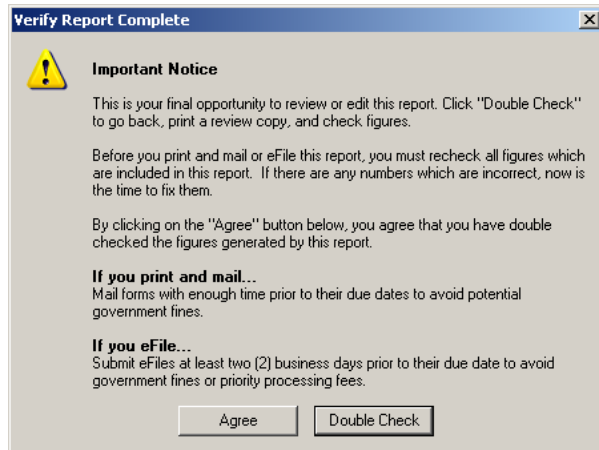 Verify Report Complete
Important Notice
This is your final opportunity to review or edit this report. Click "Double Check"
to go back, print a review copy, and check figures.
Before you print and mail or eFile this report, you must recheck all figures which
are included in this report. If there are any numbers which are incorrect, now is
the time to fix them.
By clicking on the "Agree" button below, you agree that you have double
checked the figures generated by this report.
If you print and mail...
Mail forms with enough time prior to their due dates to avoid potential
government fines.
If you eFile...
Submit eFiles at least two (2) business days prior to their due date to avoid
government fines or priority processing fees.
Agree Double Check